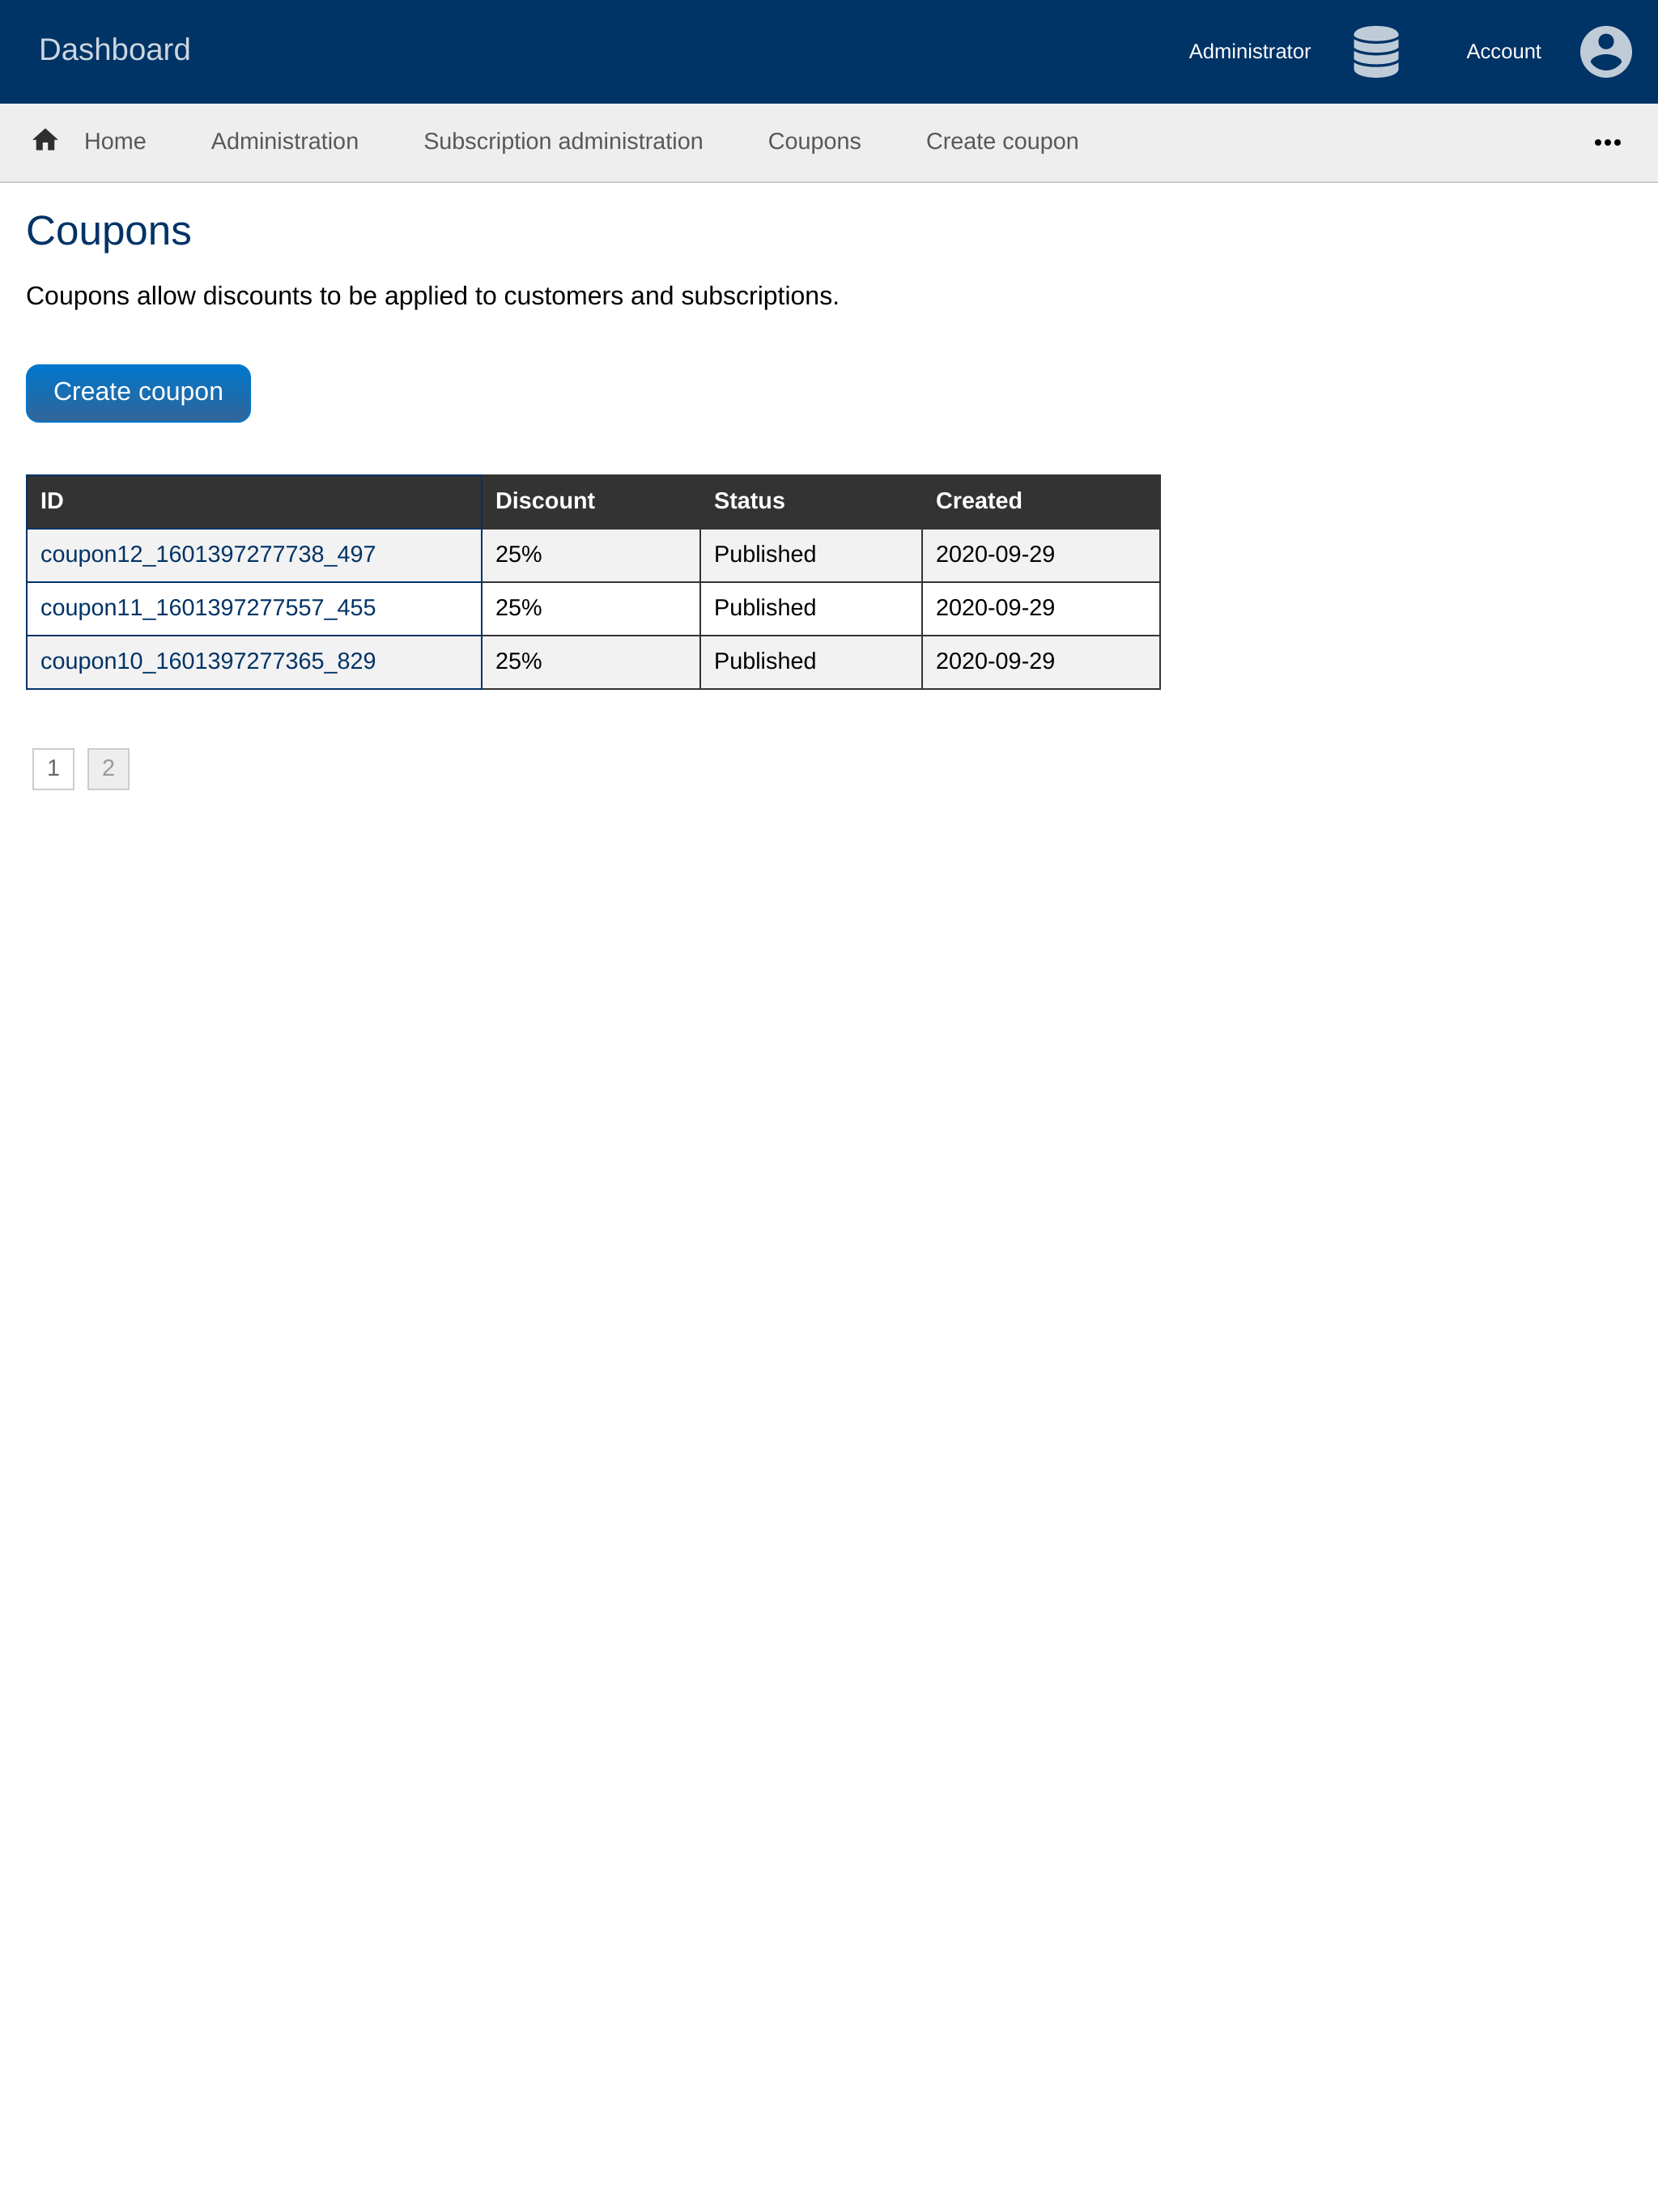 Dashboard Administrator Account
Home Administration Subscription administration Coupons Create coupon •••
Coupons
Coupons allow discounts to be applied to customers and subscriptions.
Create coupon
ID Discount Status Created
coupon12_1601397277738_497 25% Published 2020-09-29
coupon11_1601397277557_455 25% Published 2020-09-29
coupon10_1601397277365_829 25% Published 2020-09-29
1 2